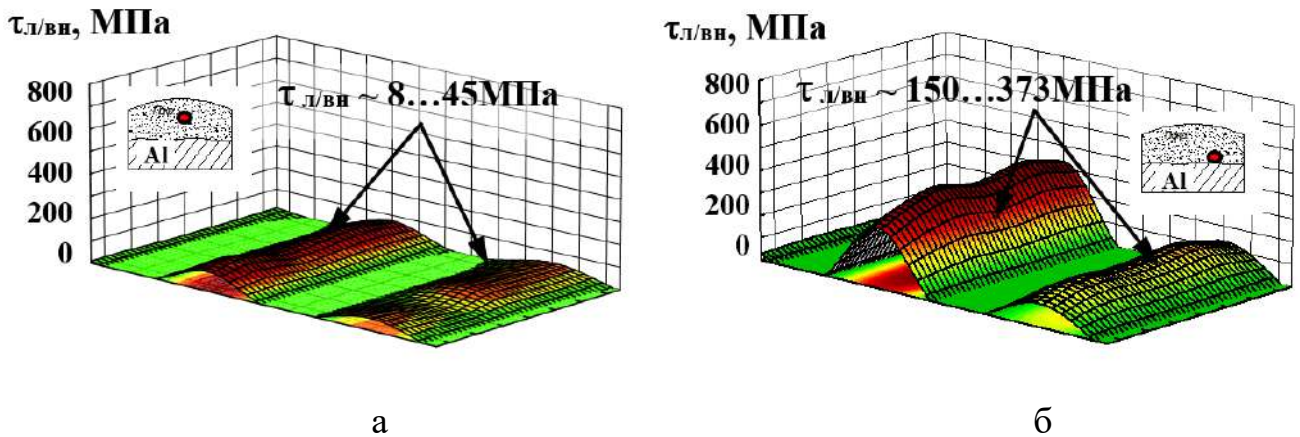 τл/вн, МПа
800
600
400
200
0
τ л/вн ~ 8...45МПа
Al
а
τл/вн, МПа
800
600
400
200
0
τ л/вн ~ 150...373МПа
Al
б